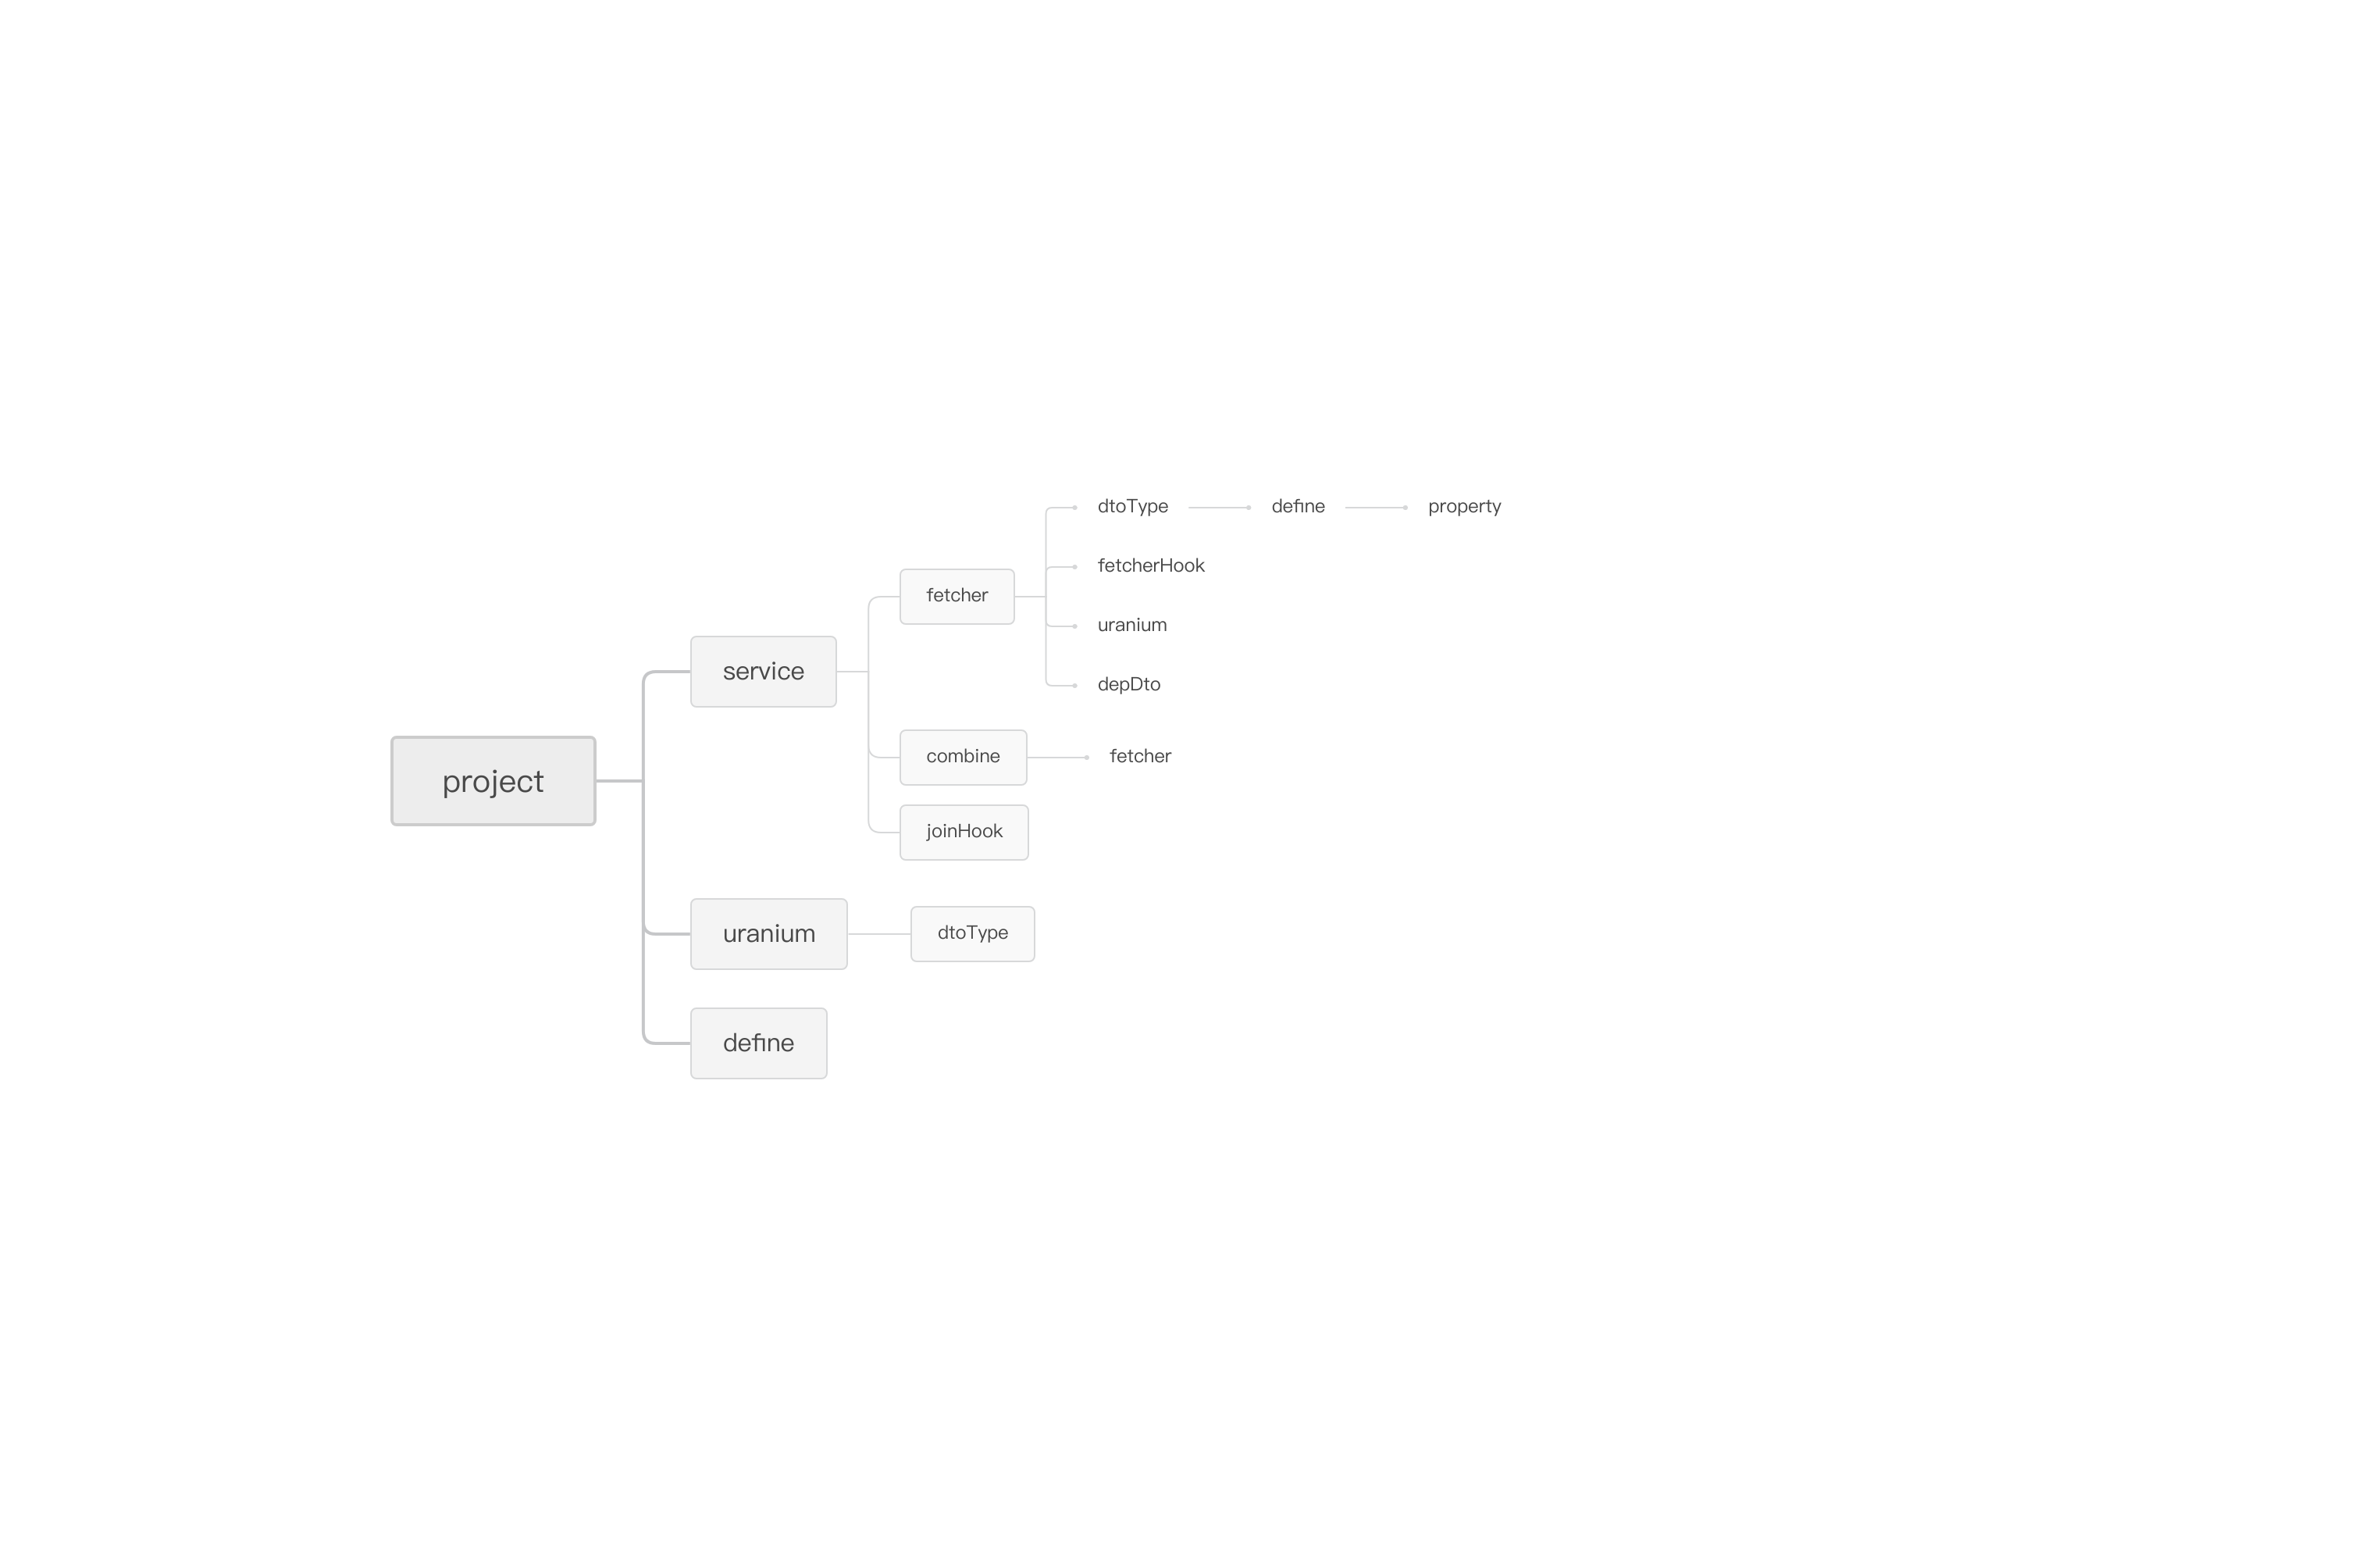 project
service
fetcher
dtoType
define
property
fetcherHook
uranium
depDto
combine
fetcher
joinHook
uranium
dtoType
define